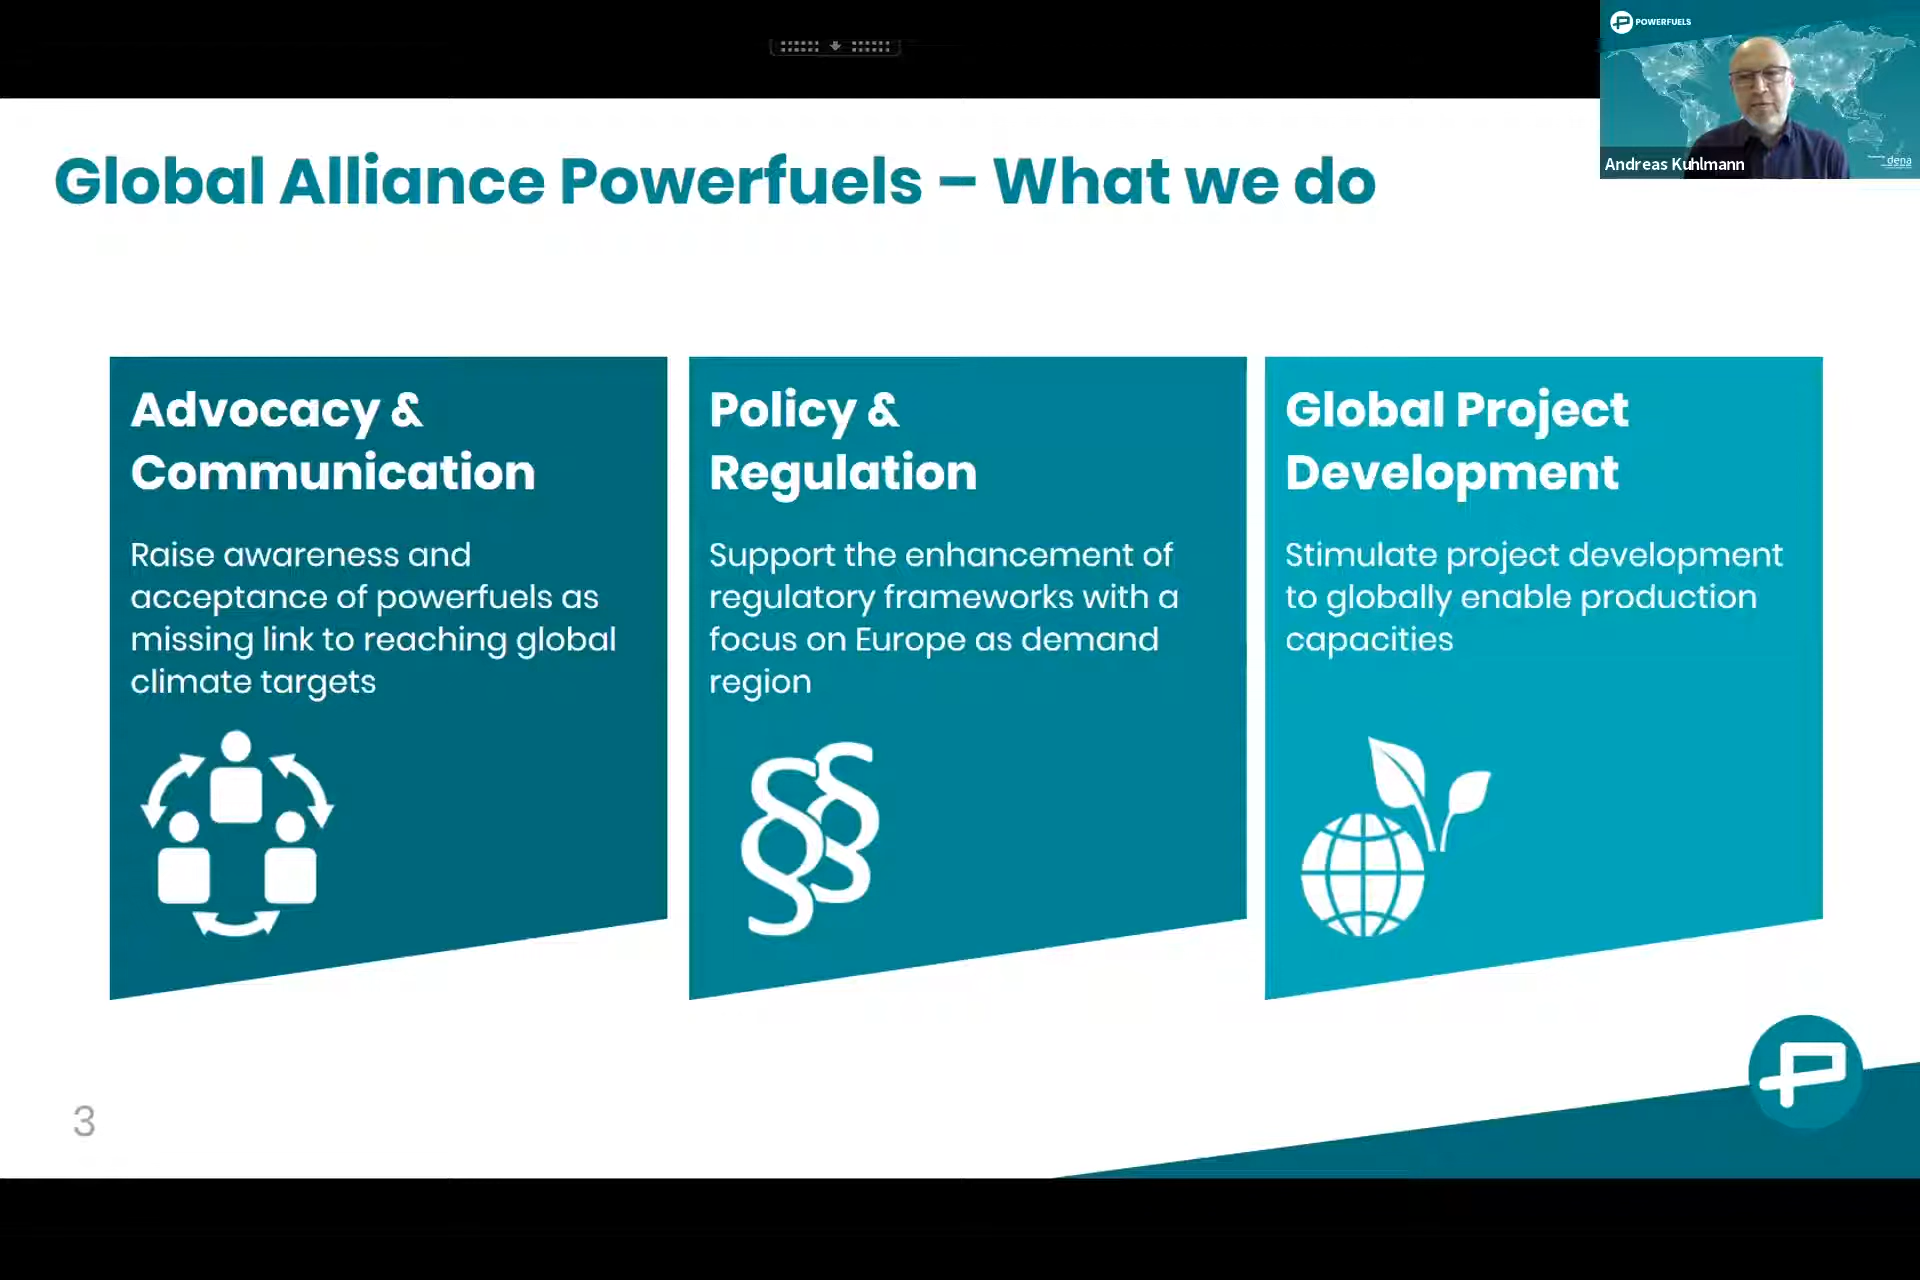 POWERFUELS
dena
Andreas Kuhlmann
Global Alliance Powerfuels – What we do
Advocacy &
Communication
Raise awareness and
acceptance of powerfuels as
missing link to reaching global
climate targets
Policy &
Regulation
Support the enhancement of
regulatory frameworks with a
focus on Europe as demand
region
§§
Global Project
Development
Stimulate project development
to globally enable production
capacities
3